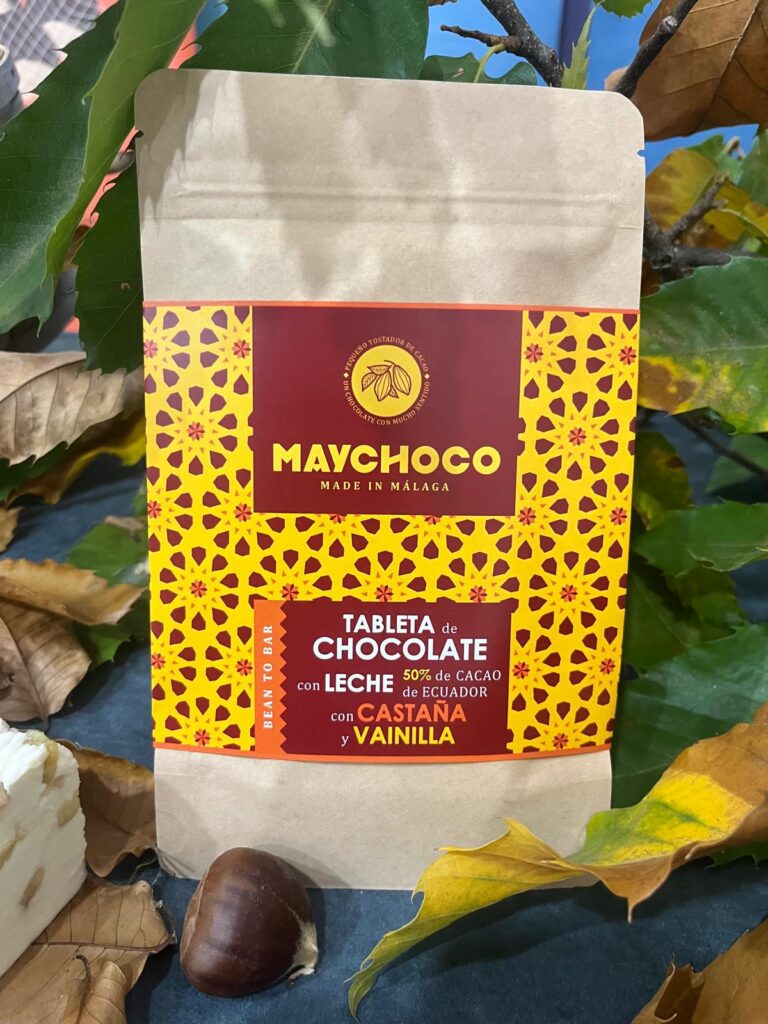 PEQUEÑO TOSTADOR DE CACAO
UN CHOCOLATE CON MUCHO SENTIDO
MAYCHOCO
MADE IN MÁLAGA
BEAN TO BAR
TABLETA de
CHOCOLATE
con LECHE 50% de CACAO
de ECUADOR
con CASTAÑA
y VAINILLA